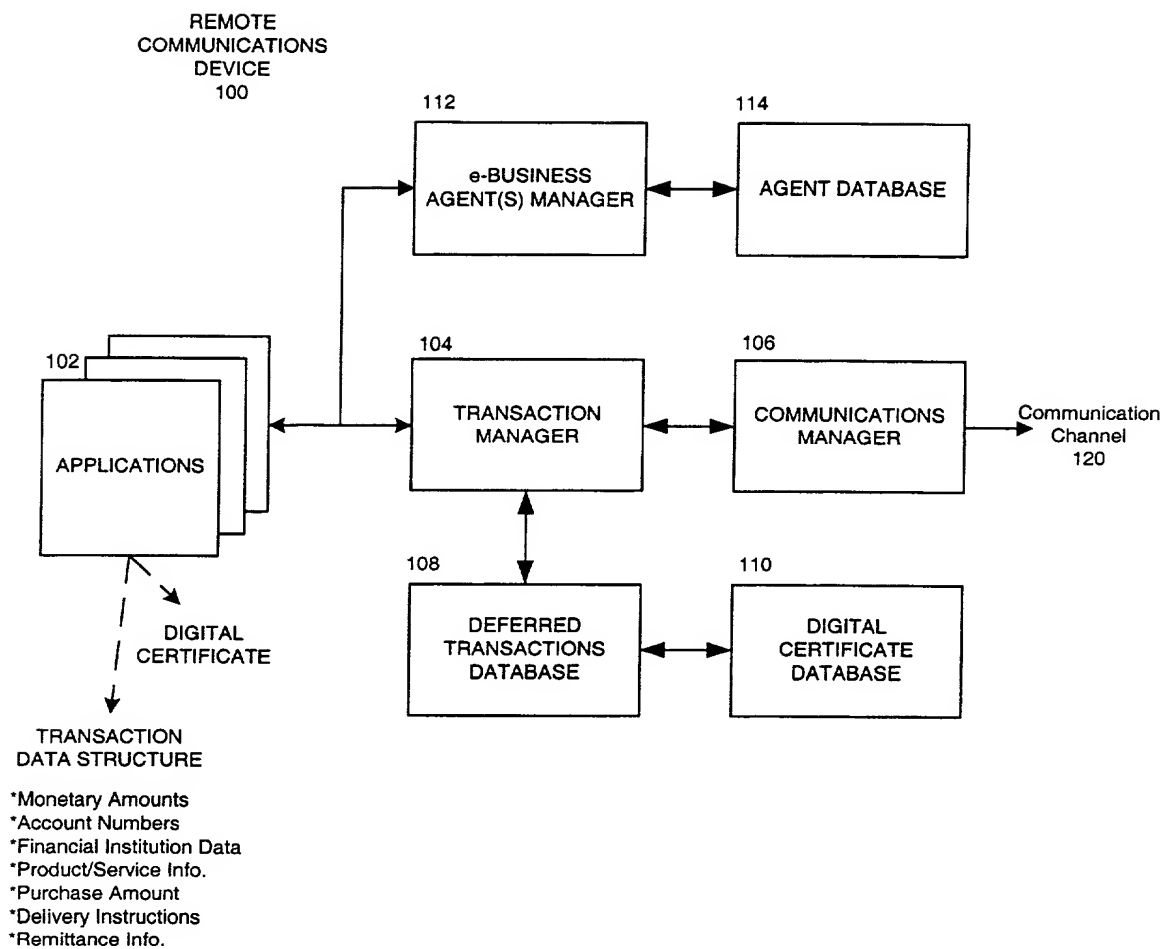 REMOTE
COMMUNICATIONS
DEVICE
100
112
114
e-BUSINESS
AGENT(S) MANAGER
AGENT DATABASE
102
104
106
APPLICATIONS
TRANSACTION
MANAGER
COMMUNICATIONS
MANAGER
Communication
Channel
120
108
110
DEFERRED
TRANSACTIONS
DATABASE
DIGITAL
CERTIFICATE
DATABASE
DIGITAL
CERTIFICATE
TRANSACTION
DATA STRUCTURE
*Monetary Amounts
*Account Numbers
*Financial Institution Data
*Product/Service Info.
*Purchase Amount
*Delivery Instructions
*Remittance Info.